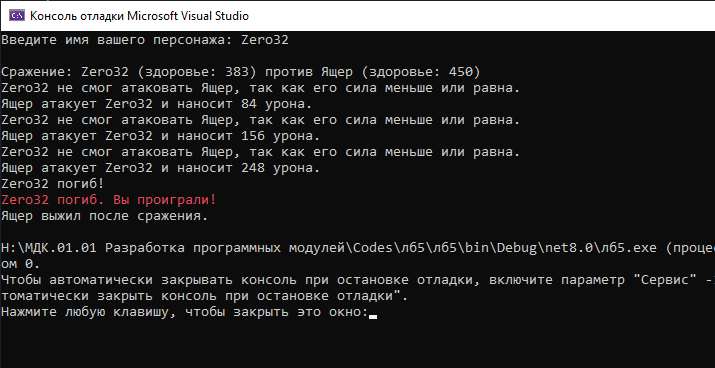 Консоль отладки Microsoft Visual Studio
Введите имя вашего персонажа: Zero32
Сражение: Zero32 (здоровье: 383) против Ящер (здоровье: 450)
Zero32 не смог атаковать Ящер, так как его сила меньше или равна.
Ящер атакует Zero32 и наносит 84 урона.
Zero32 не смог атаковать Ящер, так как его сила меньше или равна.
Ящер атакует Zero32 и наносит 156 урона.
Zero32 не смог атаковать Ящер, так как его сила меньше или равна.
Ящер атакует Zero32 и наносит 248 урона.
Zero32 погиб!
Zero32 погиб. Вы проиграли!
Ящер выжил после сражения.
H:\МДК.01.01 Разработка программных модулей\Codes\лб5\лб5\bin\Debug\net8.0\лб5.exe (проце
ом 0.
Чтобы автоматически закрывать консоль при остановке отладки, включите параметр "Сервис" -
томатически закрыть консоль при остановке отладки".
Нажмите любую клавишу, чтобы закрыть это окно: